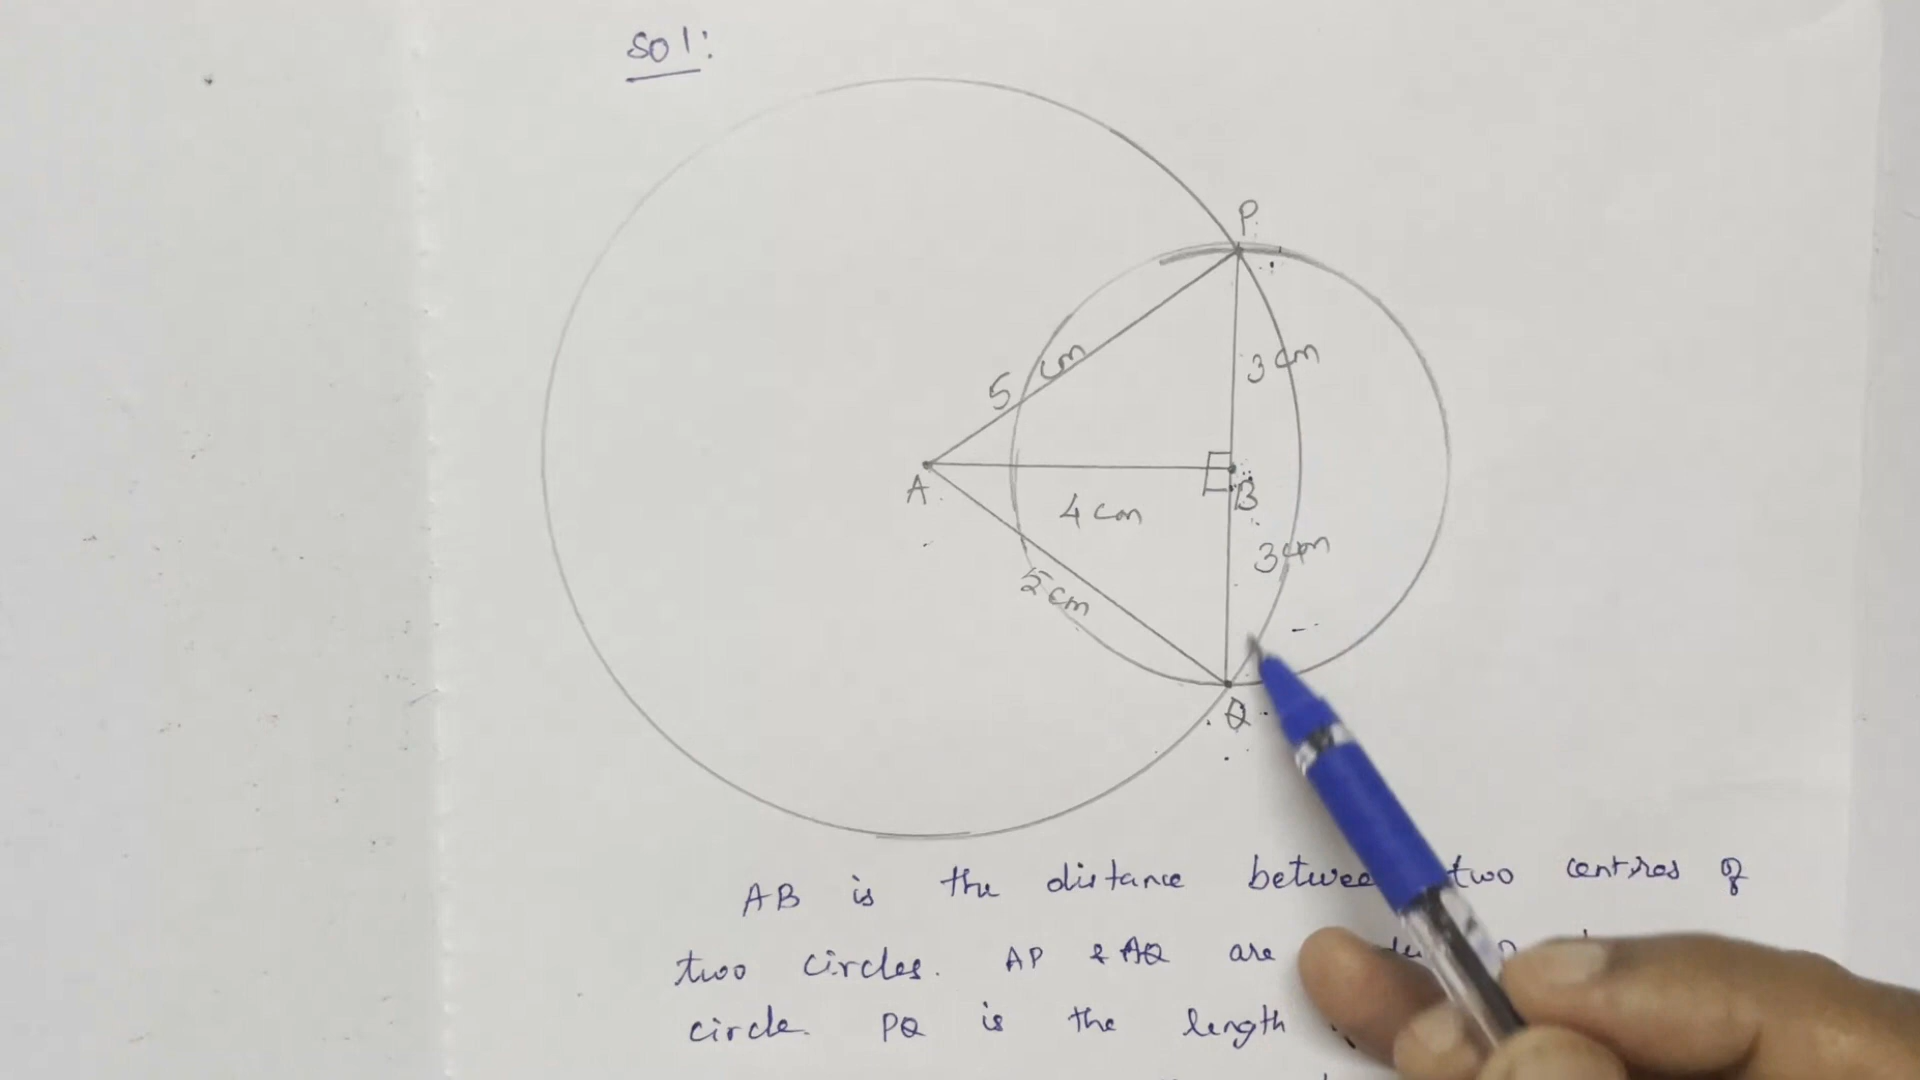 Sol:
P
3 cm
5 cm
A
B
4 cm
3 cm
5 cm
Q
AB is the distance between two centres of
two circles. AP & AQ are
circle. PQ is the length